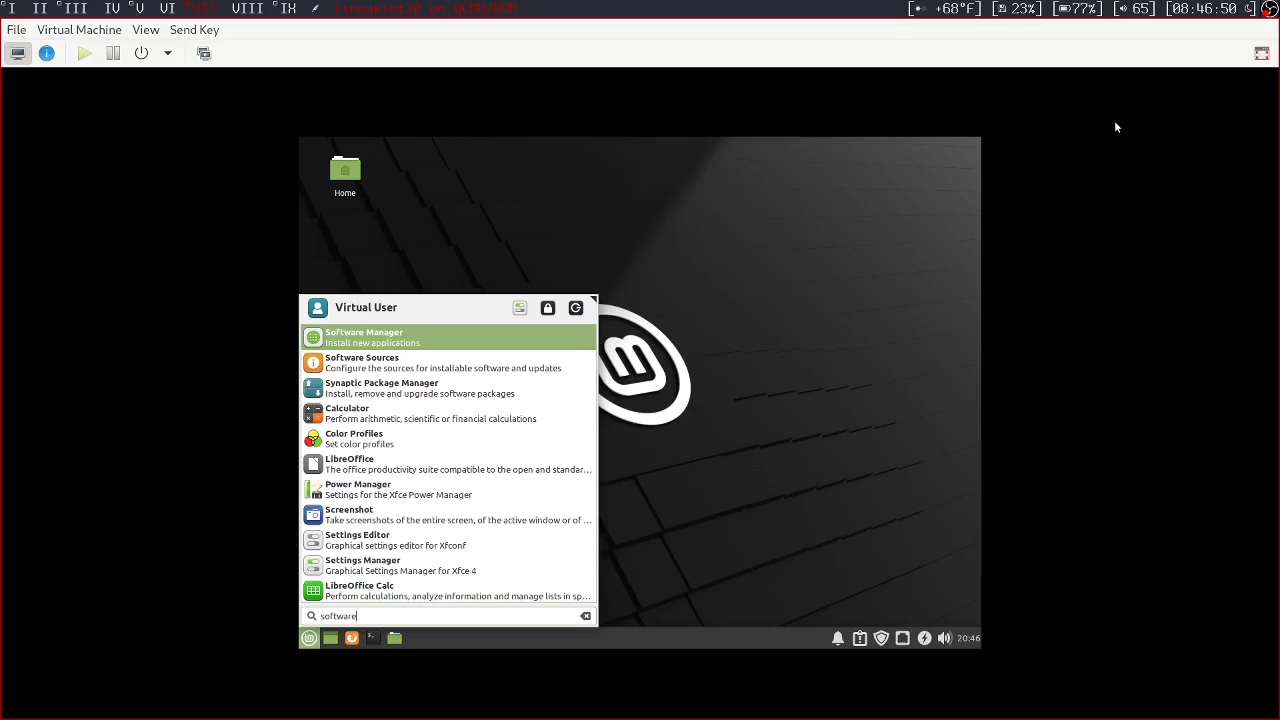 I II III IV V VI VII VIII IX linuxmint20 on QEMU/KVM [ +68°F] [ 23%] [ 77%] [ 65] [08:46:50 ]
File Virtual Machine View Send Key
Home
Virtual User
Software Manager
Install new applications
Software Sources
Configure the sources for installable software and updates
Synaptic Package Manager
Install, remove and upgrade software packages
Calculator
Perform arithmetic, scientific or financial calculations
Color Profiles
Set color profiles
LibreOffice
The office productivity suite compatible to the open and standar...
Power Manager
Settings for the Xfce Power Manager
Screenshot
Take screenshots of the entire screen, of the active window or of ...
Settings Editor
Graphical settings editor for Xfconf
Settings Manager
Graphical Settings Manager for Xfce 4
LibreOffice Calc
Perform calculations, analyze information and manage lists in sp...
software
20:46